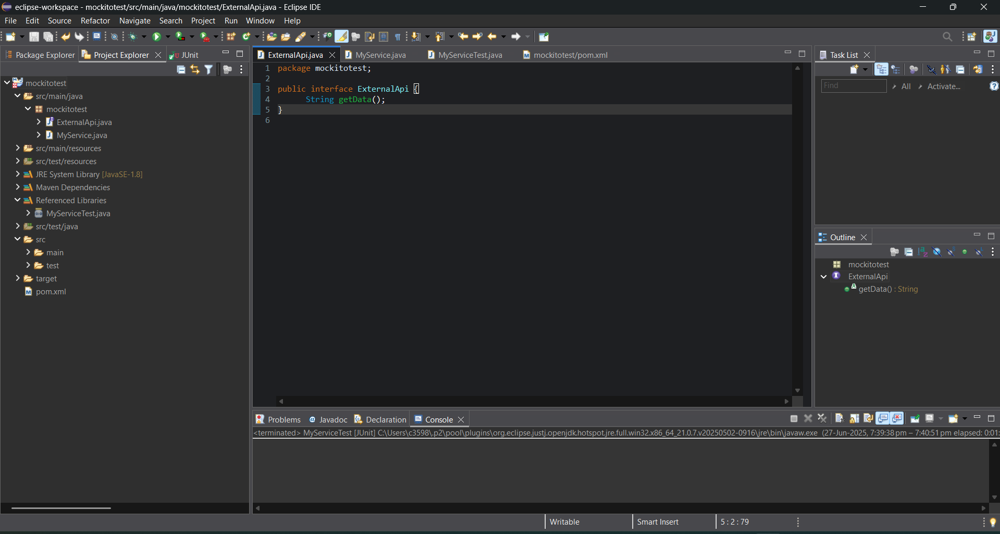 eclipse-workspace - mockitotest/src/main/java/mockitotest/ExternalApi.java - Eclipse IDE
File Edit Source Refactor Navigate Search Project Run Window Help
Package Explorer Project Explorer JUnit
mockitotest
src/main/java
mockitotest
ExternalApi.java
MyService.java
src/main/resources
src/test/resources
JRE System Library [JavaSE-1.8]
Maven Dependencies
Referenced Libraries
MyServiceTest.java
src/test/java
src
main
test
target
pom.xml
ExternalApi.java MyService.java MyServiceTest.java mockitotest/pom.xml
1 package mockitotest;
2
3 public interface ExternalApi {
4 String getData();
5 }
6
Task List
Find All Activate...
Outline
mockitotest
ExternalApi
getData() : String
Problems Javadoc Declaration Console
<terminated> MyServiceTest [JUnit] C:\Users\c3598\.p2\pool\plugins\org.eclipse.justj.openjdk.hotspot.jre.full.win32.x86_64_21.0.7.v20250502-0916\jre\bin\javaw.exe (27-Jun-2025, 7:39:38 pm – 7:40:51 pm elapsed: 0:01:
Writable Smart Insert 5 : 2 : 79